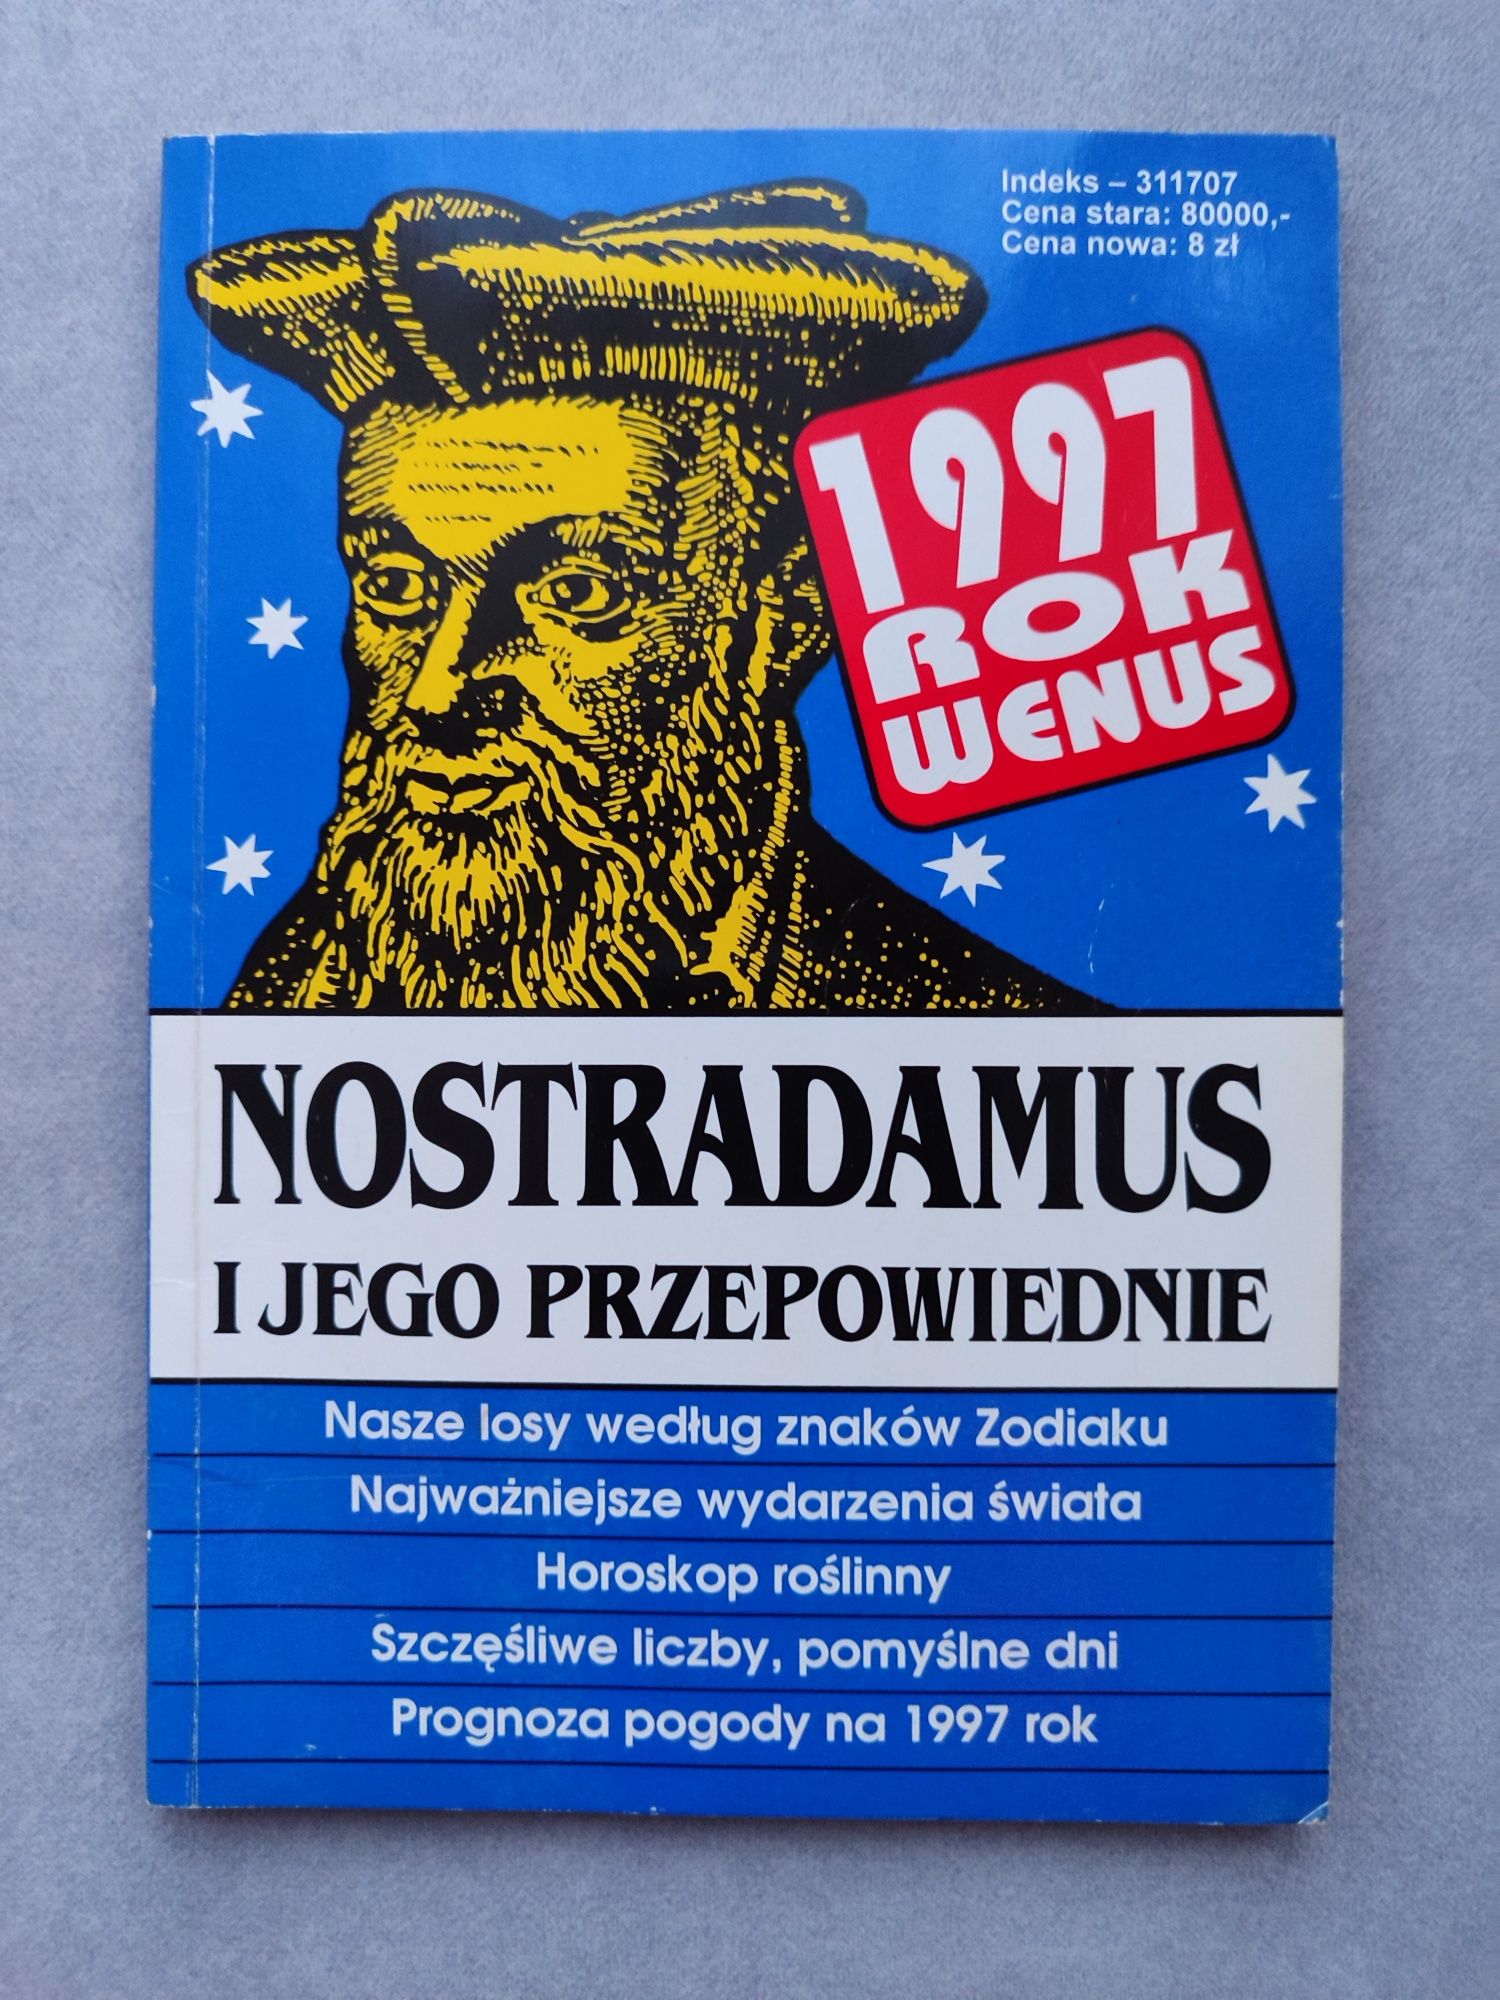 Indeks – 311707
Cena stara: 80000,-
Cena nowa: 8 zł
1997
ROK
WENUS
NOSTRADAMUS
I JEGO PRZEPOWIEDNIE
Nasze losy według znaków Zodiaku
Najważniejsze wydarzenia świata
Horoskop roślinny
Szczęśliwe liczby, pomyślne dni
Prognoza pogody na 1997 rok